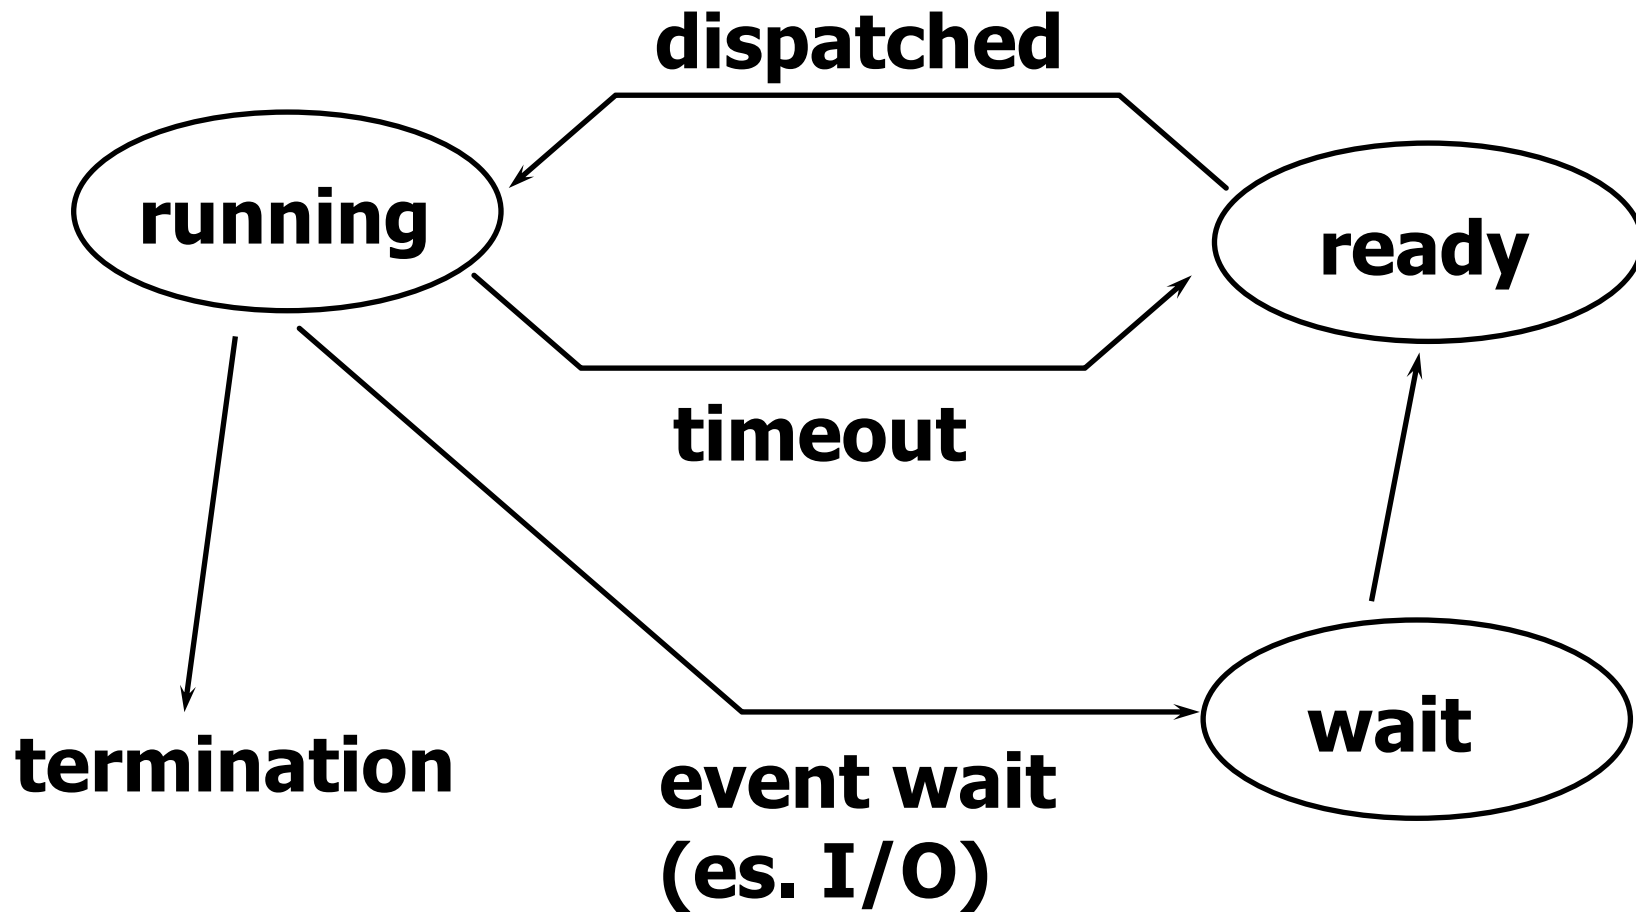 dispatched
running
ready
timeout
wait
termination
event wait
(es. I/O)